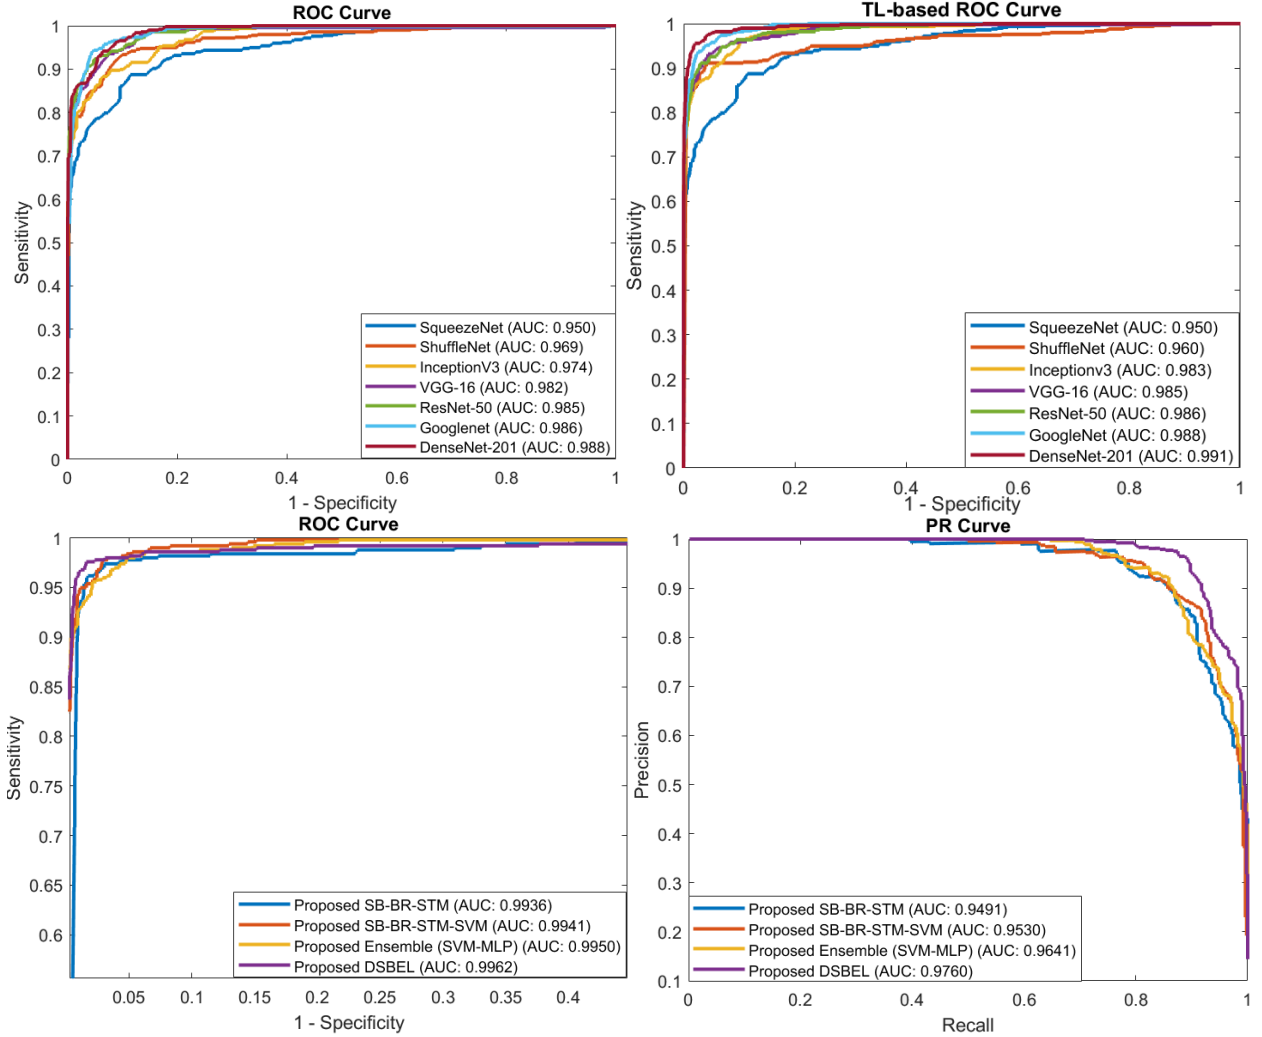 ROC Curve
1
0.9
0.8
0.7
0.6
0.5
0.4
0.3
0.2
0.1
0
Sensitivity
SqueezeNet (AUC: 0.950)
ShuffleNet (AUC: 0.969)
InceptionV3 (AUC: 0.974)
VGG-16 (AUC: 0.982)
ResNet-50 (AUC: 0.985)
Googlenet (AUC: 0.986)
DenseNet-201 (AUC: 0.988)
0 0.2 0.4 0.6 0.8 1
1 - Specificity
TL-based ROC Curve
1
0.9
0.8
0.7
0.6
0.5
0.4
0.3
0.2
0.1
0
Sensitivity
SqueezeNet (AUC: 0.950)
ShuffleNet (AUC: 0.960)
Inceptionv3 (AUC: 0.983)
VGG-16 (AUC: 0.985)
ResNet-50 (AUC: 0.986)
GoogleNet (AUC: 0.988)
DenseNet-201 (AUC: 0.991)
0 0.2 0.4 0.6 0.8 1
1 - Specificity
ROC Curve
1
0.95
0.9
0.85
0.8
0.75
0.7
0.65
0.6
Sensitivity
Proposed SB-BR-STM (AUC: 0.9936)
Proposed SB-BR-STM-SVM (AUC: 0.9941)
Proposed Ensemble (SVM-MLP) (AUC: 0.9950)
Proposed DSBEL (AUC: 0.9962)
0.05 0.1 0.15 0.2 0.25 0.3 0.35 0.4
1 - Specificity
PR Curve
1
0.9
0.8
0.7
0.6
0.5
0.4
0.3
0.2
0.1
Precision
Proposed SB-BR-STM (AUC: 0.9491)
Proposed SB-BR-STM-SVM (AUC: 0.9530)
Proposed Ensemble (SVM-MLP) (AUC: 0.9641)
Proposed DSBEL (AUC: 0.9760)
0 0.2 0.4 0.6 0.8 1
Recall